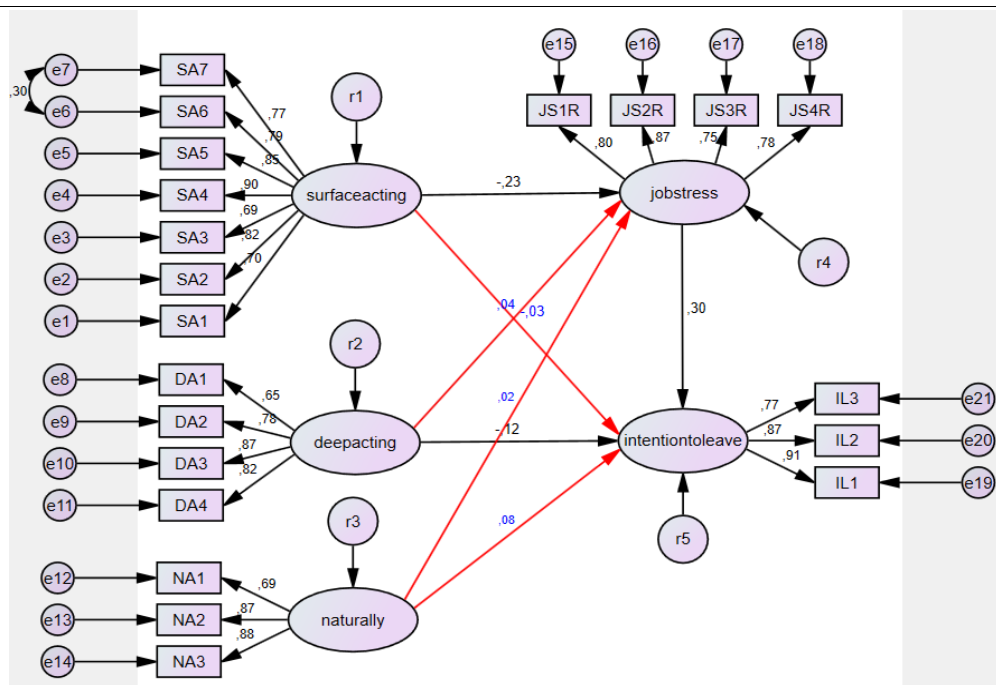 e15 e16 e17 e18
e7 SA7
,30
r1
JS1R JS2R JS3R JS4R
,77
e6 SA6
,79
,80 ,87 ,75 ,78
e5 SA5
,85
e4 SA4
,90
surfaceacting
-,23
jobstress
,69
e3 SA3
,82
,70
r4
e2 SA2
e1 SA1
,04 -,03
,30
r2
e8 DA1
,65
e9 DA2
,78
,02
-,12
deepacting
intentiontoleave
,87
e10 DA3
,82
e11 DA4
,77
IL3 e21
,87
IL2 e20
,91
IL1 e19
r3
,08
r5
e12 NA1
,69
e13 NA2
,87
naturally
,88
e14 NA3